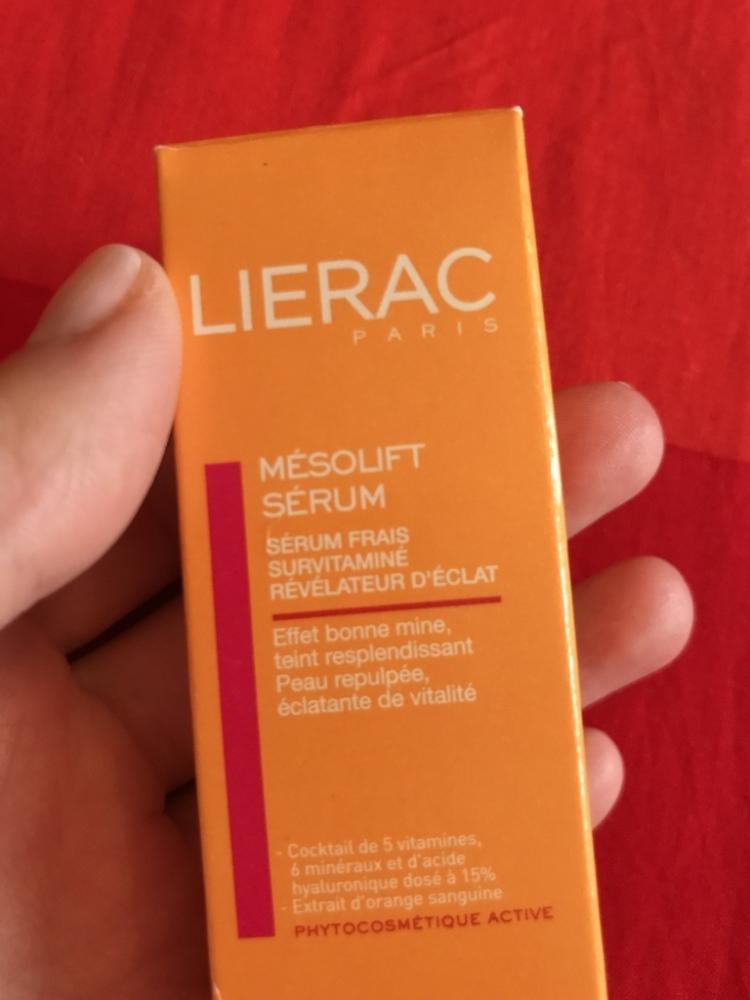 LIERAC
PARIS
MÉSOLIFT
SÉRUM
SÉRUM FRAIS
SURVITAMINÉ
RÉVÉLATEUR D'ÉCLAT
Effet bonne mine,
teint resplendissant
Peau repulpée,
éclatante de vitalité
- Cocktail de 5 vitamines,
6 minéraux et d'acide
hyaluronique dosé à 15%
- Extrait d'orange sanguine
PHYTOCOSMÉTIQUE ACTIVE